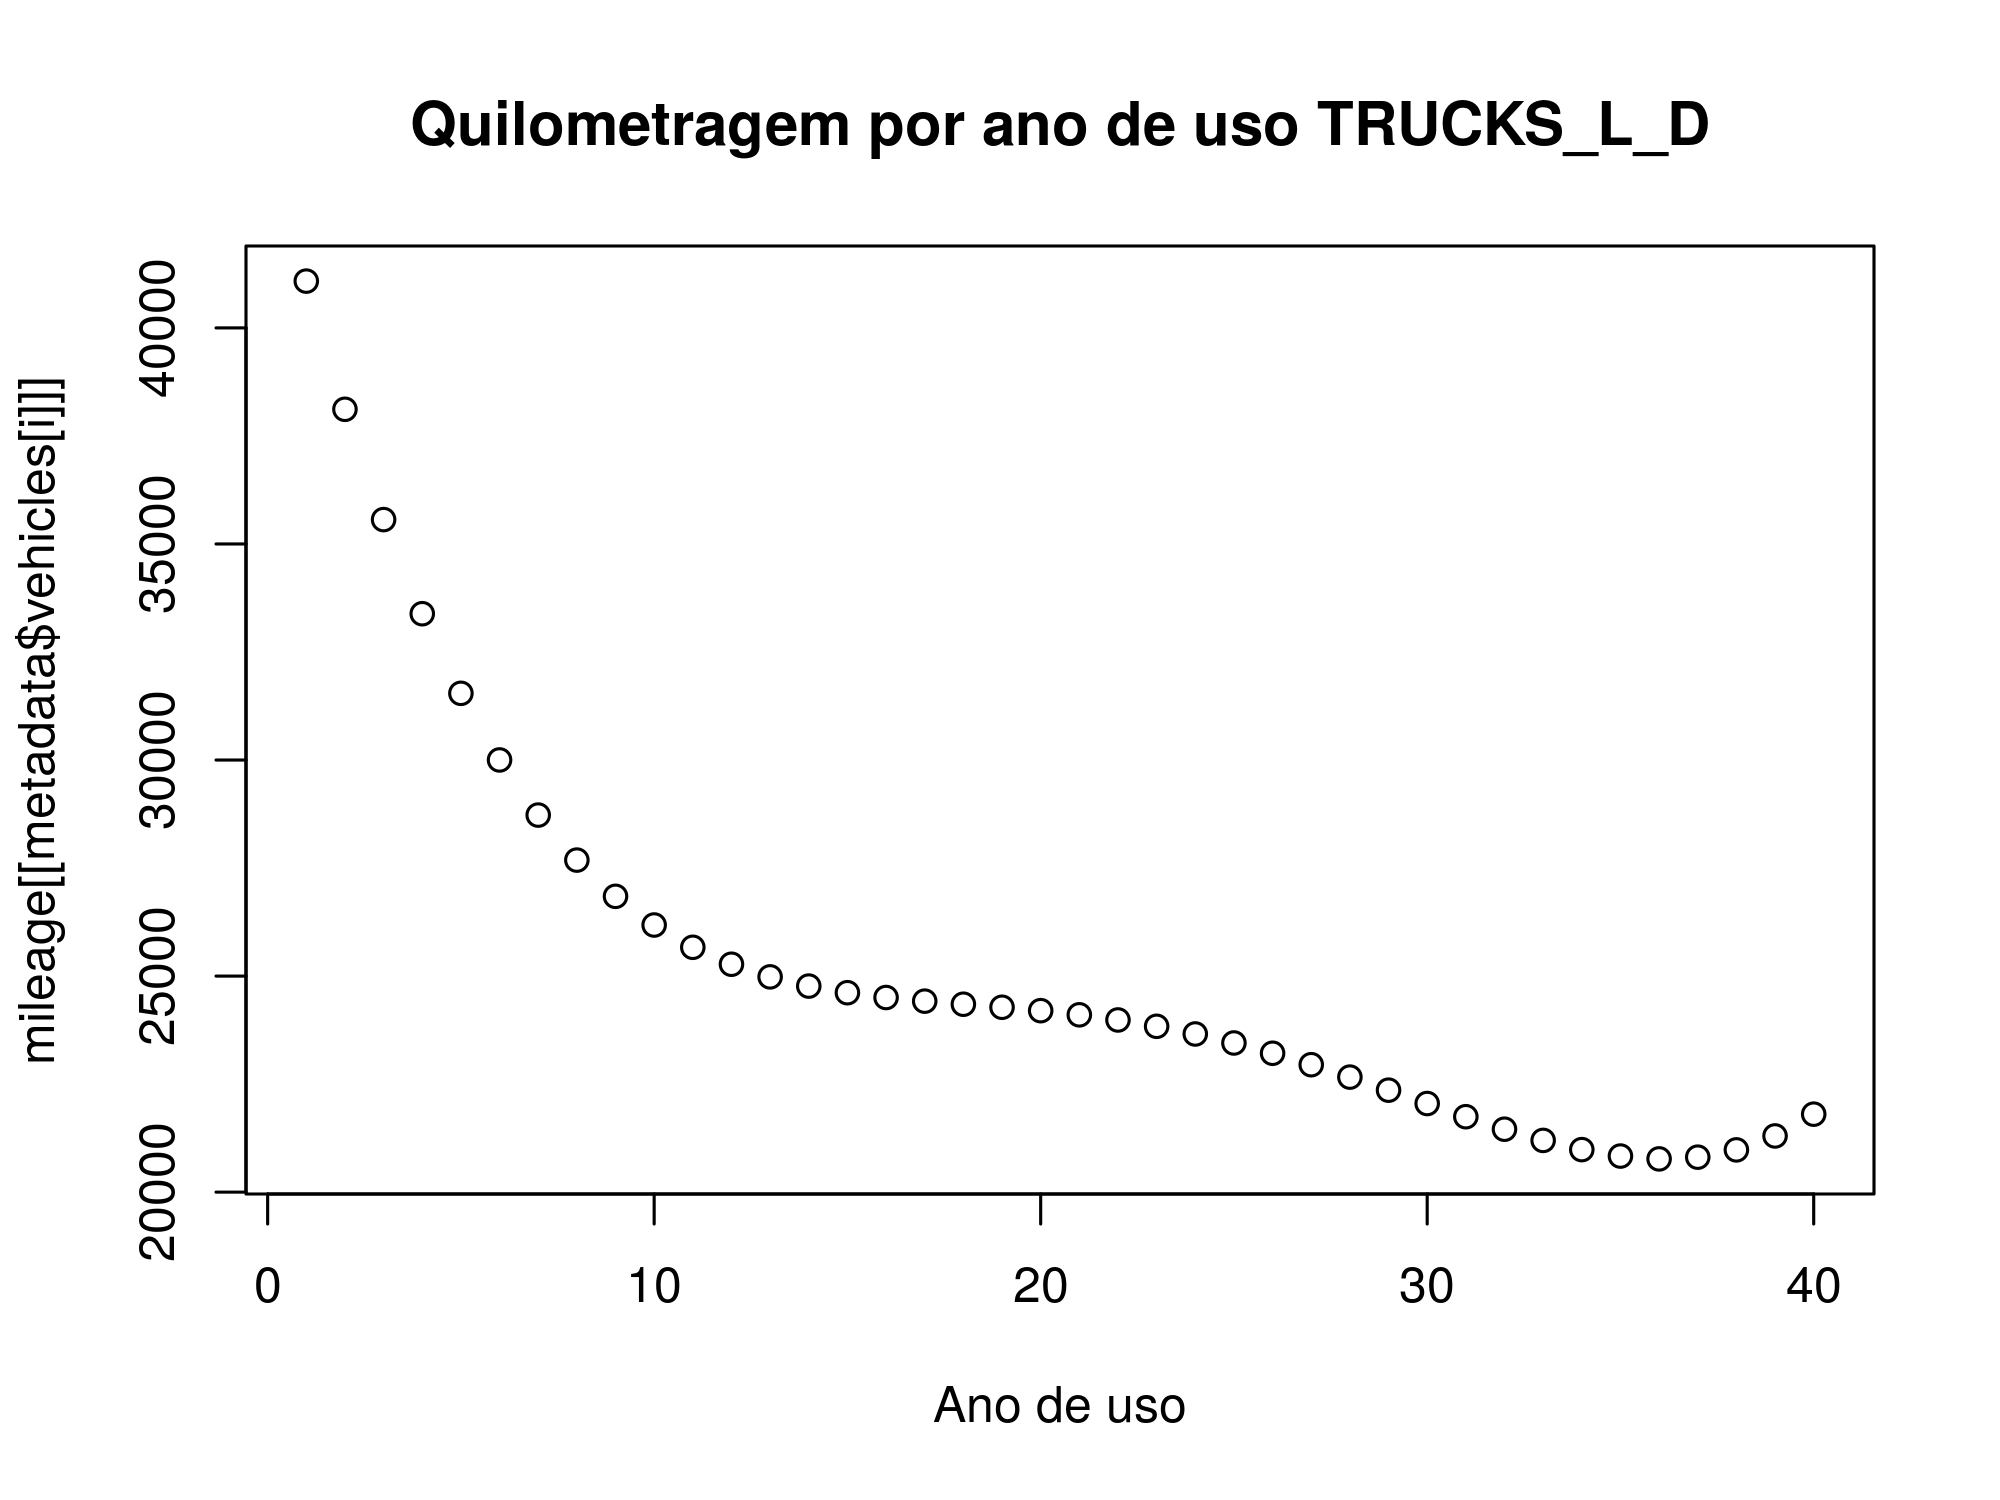 Quilometragem por ano de uso TRUCKS_L_D
mileage[[metadata$vehicles[i]]]
40000
35000
30000
25000
20000
0 10 20 30 40
Ano de uso